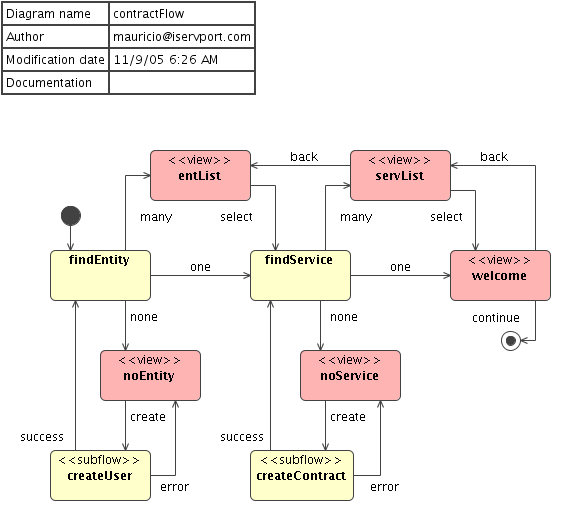 Diagram name contractFlow
Author mauricio@iservport.com
Modification date 11/9/05 6:26 AM
Documentation
<<view>> back <<view>> back
entList servList
many select many select
findEntity one findService one <<view>>
welcome
none none continue
<<view>> <<view>>
noEntity noService
create create
success success
<<subflow>> <<subflow>>
createUser createContract
error error